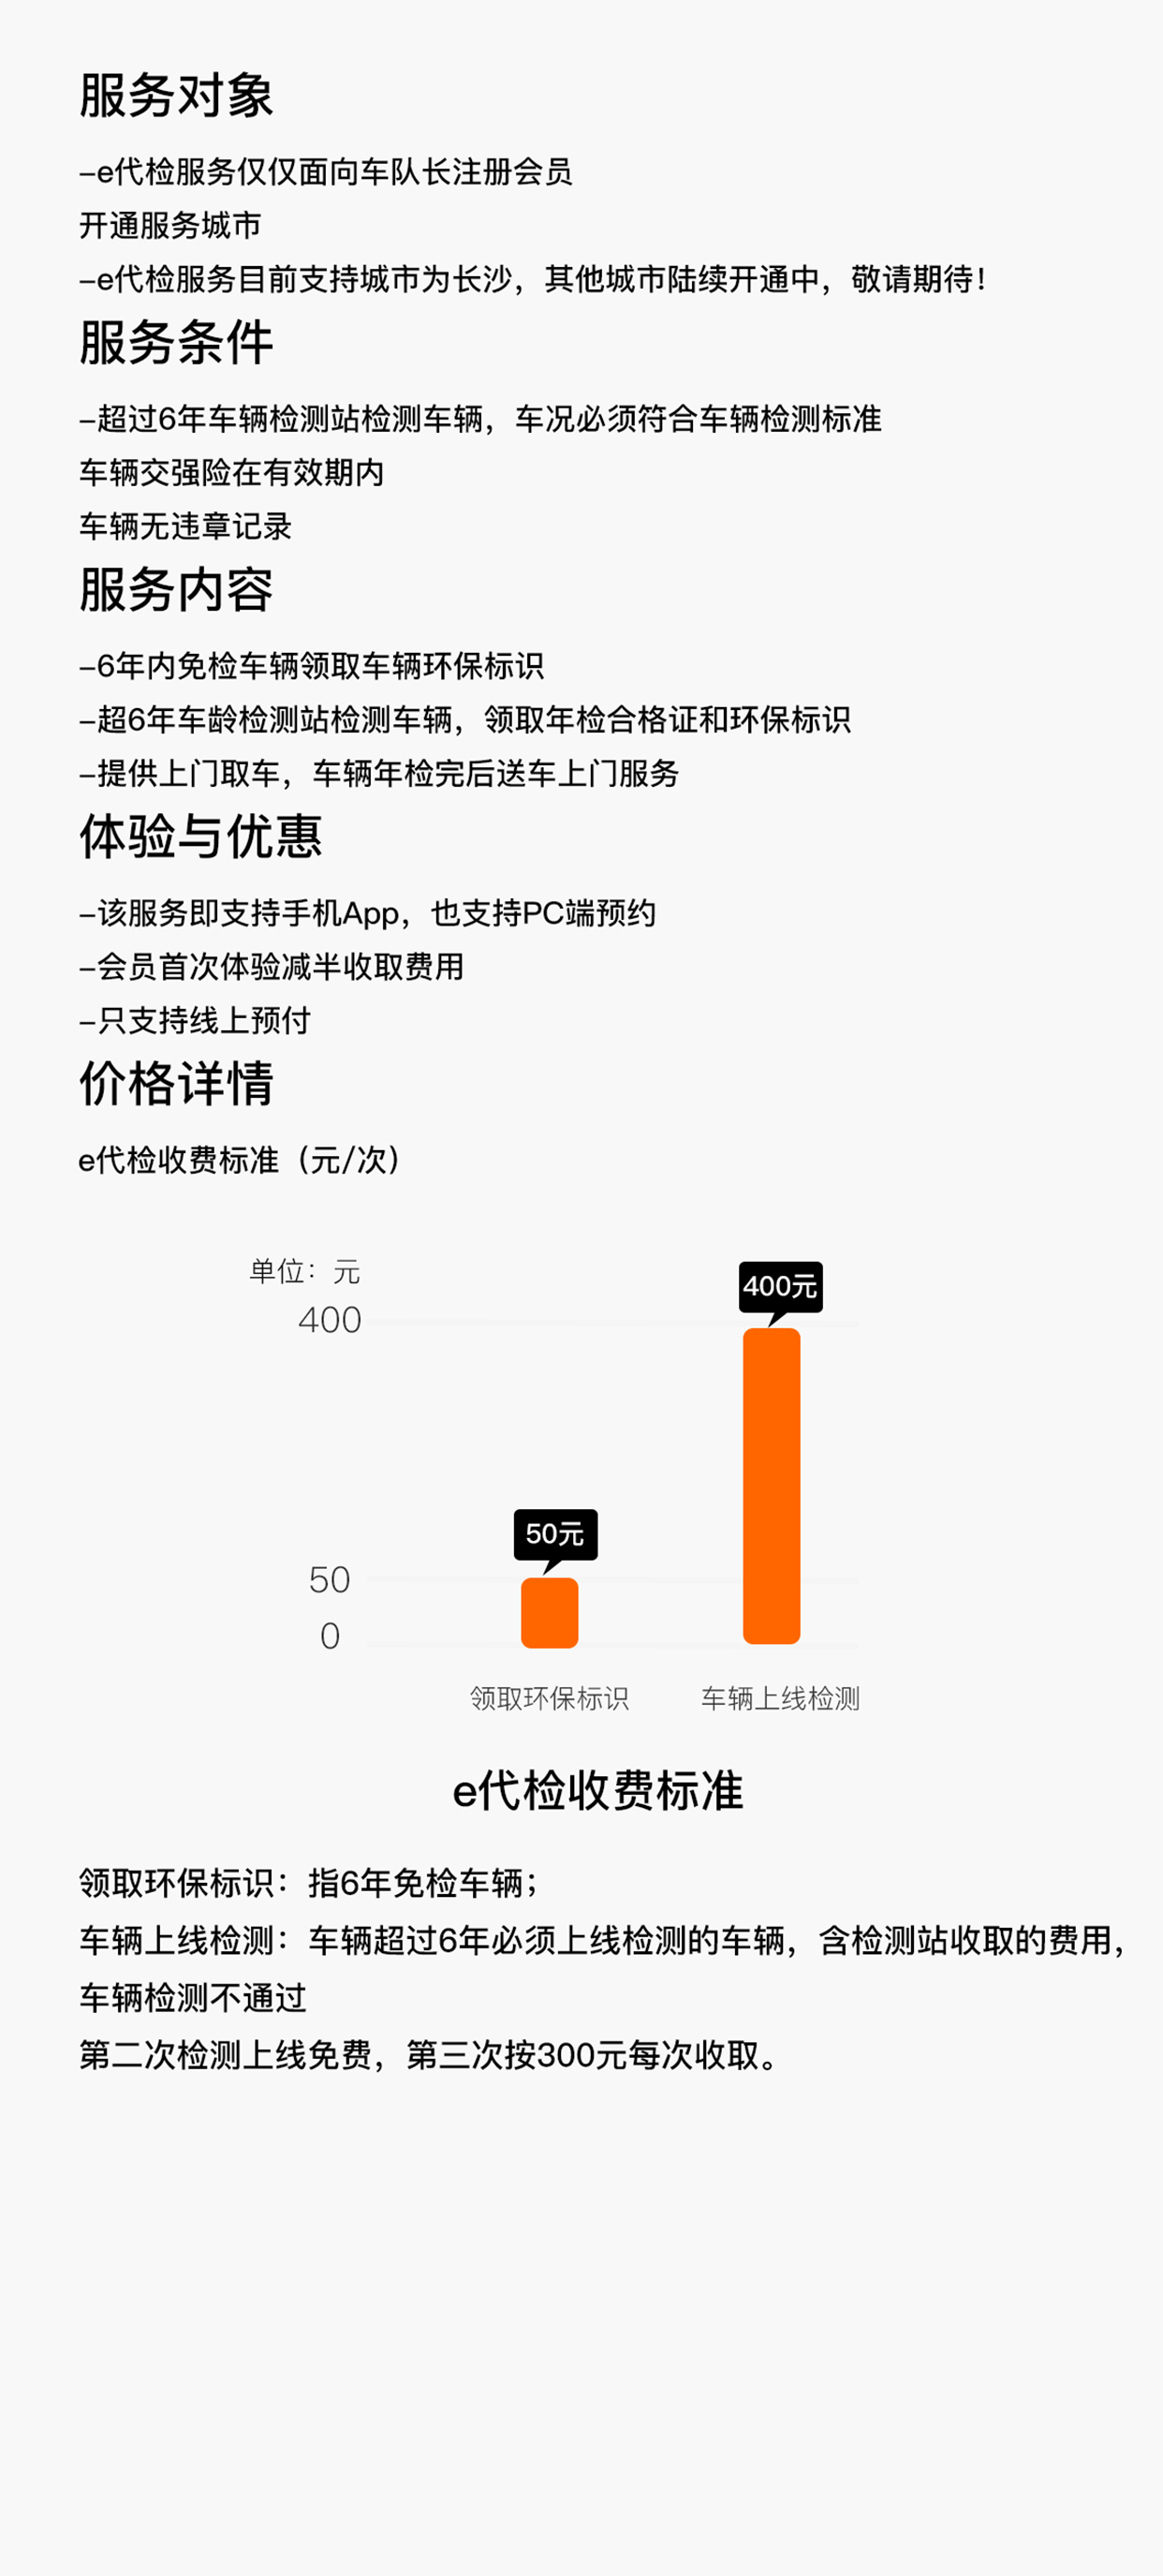 服务对象
–e代检服务仅仅面向车队长注册会员
开通服务城市
–e代检服务目前支持城市为长沙，其他城市陆续开通中，敬请期待！
服务条件
–超过6年车辆检测站检测车辆，车况必须符合车辆检测标准
车辆交强险在有效期内
车辆无违章记录
服务内容
–6年内免检车辆领取车辆环保标识
–超6年车龄检测站检测车辆，领取年检合格证和环保标识
–提供上门取车，车辆年检完后送车上门服务
体验与优惠
–该服务即支持手机App，也支持PC端预约
–会员首次体验减半收取费用
–只支持线上预付
价格详情
e代检收费标准（元/次）
单位：元
400元
400
50元
50
0
领取环保标识 车辆上线检测
e代检收费标准
领取环保标识：指6年免检车辆；
车辆上线检测：车辆超过6年必须上线检测的车辆，含检测站收取的费用，
车辆检测不通过
第二次检测上线免费，第三次按300元每次收取。